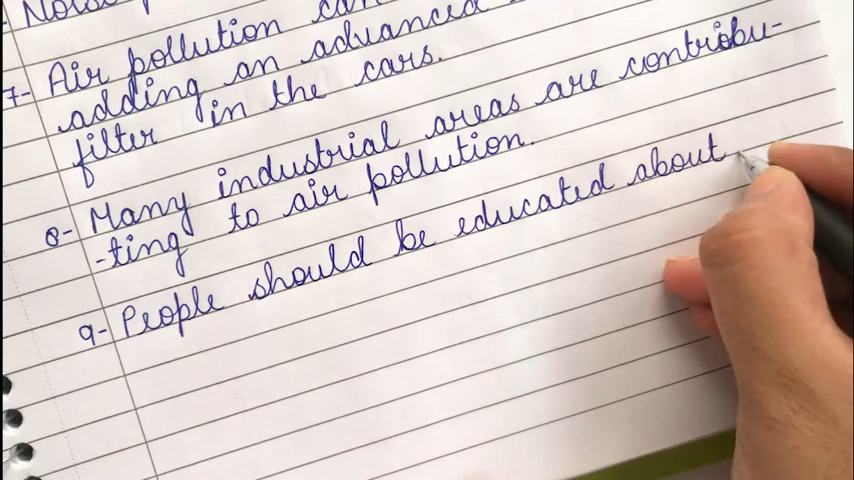 7- Air pollution can
adding an advanced
filter in the cars.
8- Many industrial areas are contribu-
-ting to air pollution.
9- People should be educated about